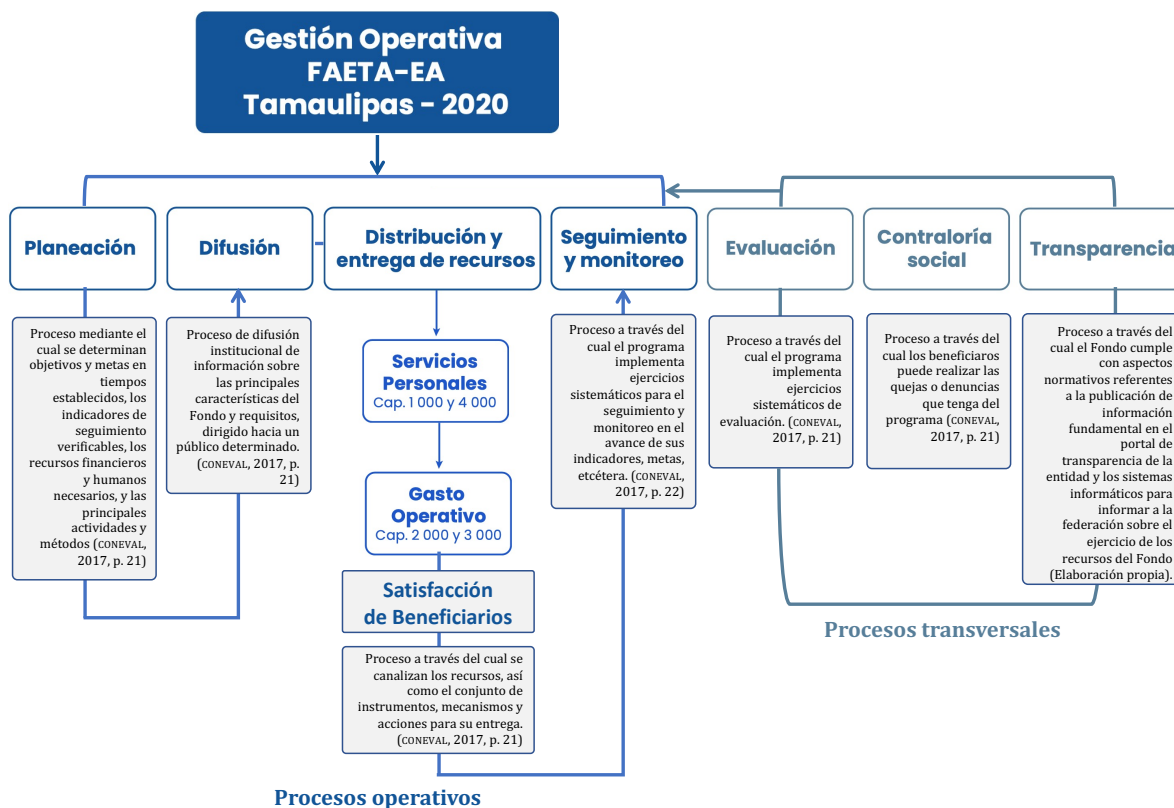 Gestión Operativa
FAETA-EA
Tamaulipas - 2020
Planeación
Difusión
Distribución y
entrega de recursos
Seguimiento
y monitoreo
Evaluación
Contraloría
social
Transparencia
Proceso mediante el
cual se determinan
objetivos y metas en
tiempos
establecidos, los
indicadores de
seguimiento
verificables, los
recursos financieros
y humanos
necesarios, y las
principales
actividades y
métodos (CONEVAL,
2017, p. 21)
Proceso de difusión
institucional de
información sobre
las principales
características del
Fondo y requisitos,
dirigido hacia un
público determinado.
(CONEVAL, 2017, p.
21)
Servicios
Personales
Cap. 1 000 y 4 000
Gasto
Operativo
Cap. 2 000 y 3 000
Satisfacción
de Beneficiarios
Proceso a través del cual se
canalizan los recursos, así
como el conjunto de
instrumentos, mecanismos y
acciones para su entrega.
(CONEVAL, 2017, p. 21)
Proceso a través del
cual el programa
implementa
ejercicios
sistemáticos para el
seguimiento y
monitoreo en el
avance de sus
indicadores, metas,
etcétera. (CONEVAL,
2017, p. 22)
Proceso a través del
cual el programa
implementa
ejercicios
sistemáticos de
evaluación. (CONEVAL,
2017, p. 21)
Proceso a través del
cual los beneficiaros
puede realizar las
quejas o denuncias
que tenga del
programa (CONEVAL,
2017, p. 21)
Proceso a través del
cual el Fondo cumple
con aspectos
normativos referentes
a la publicación de
información
fundamental en el
portal de
transparencia de la
entidad y los sistemas
informáticos para
informar a la
federación sobre el
ejercicio de los
recursos del Fondo
(Elaboración propia).
Procesos transversales
Procesos operativos